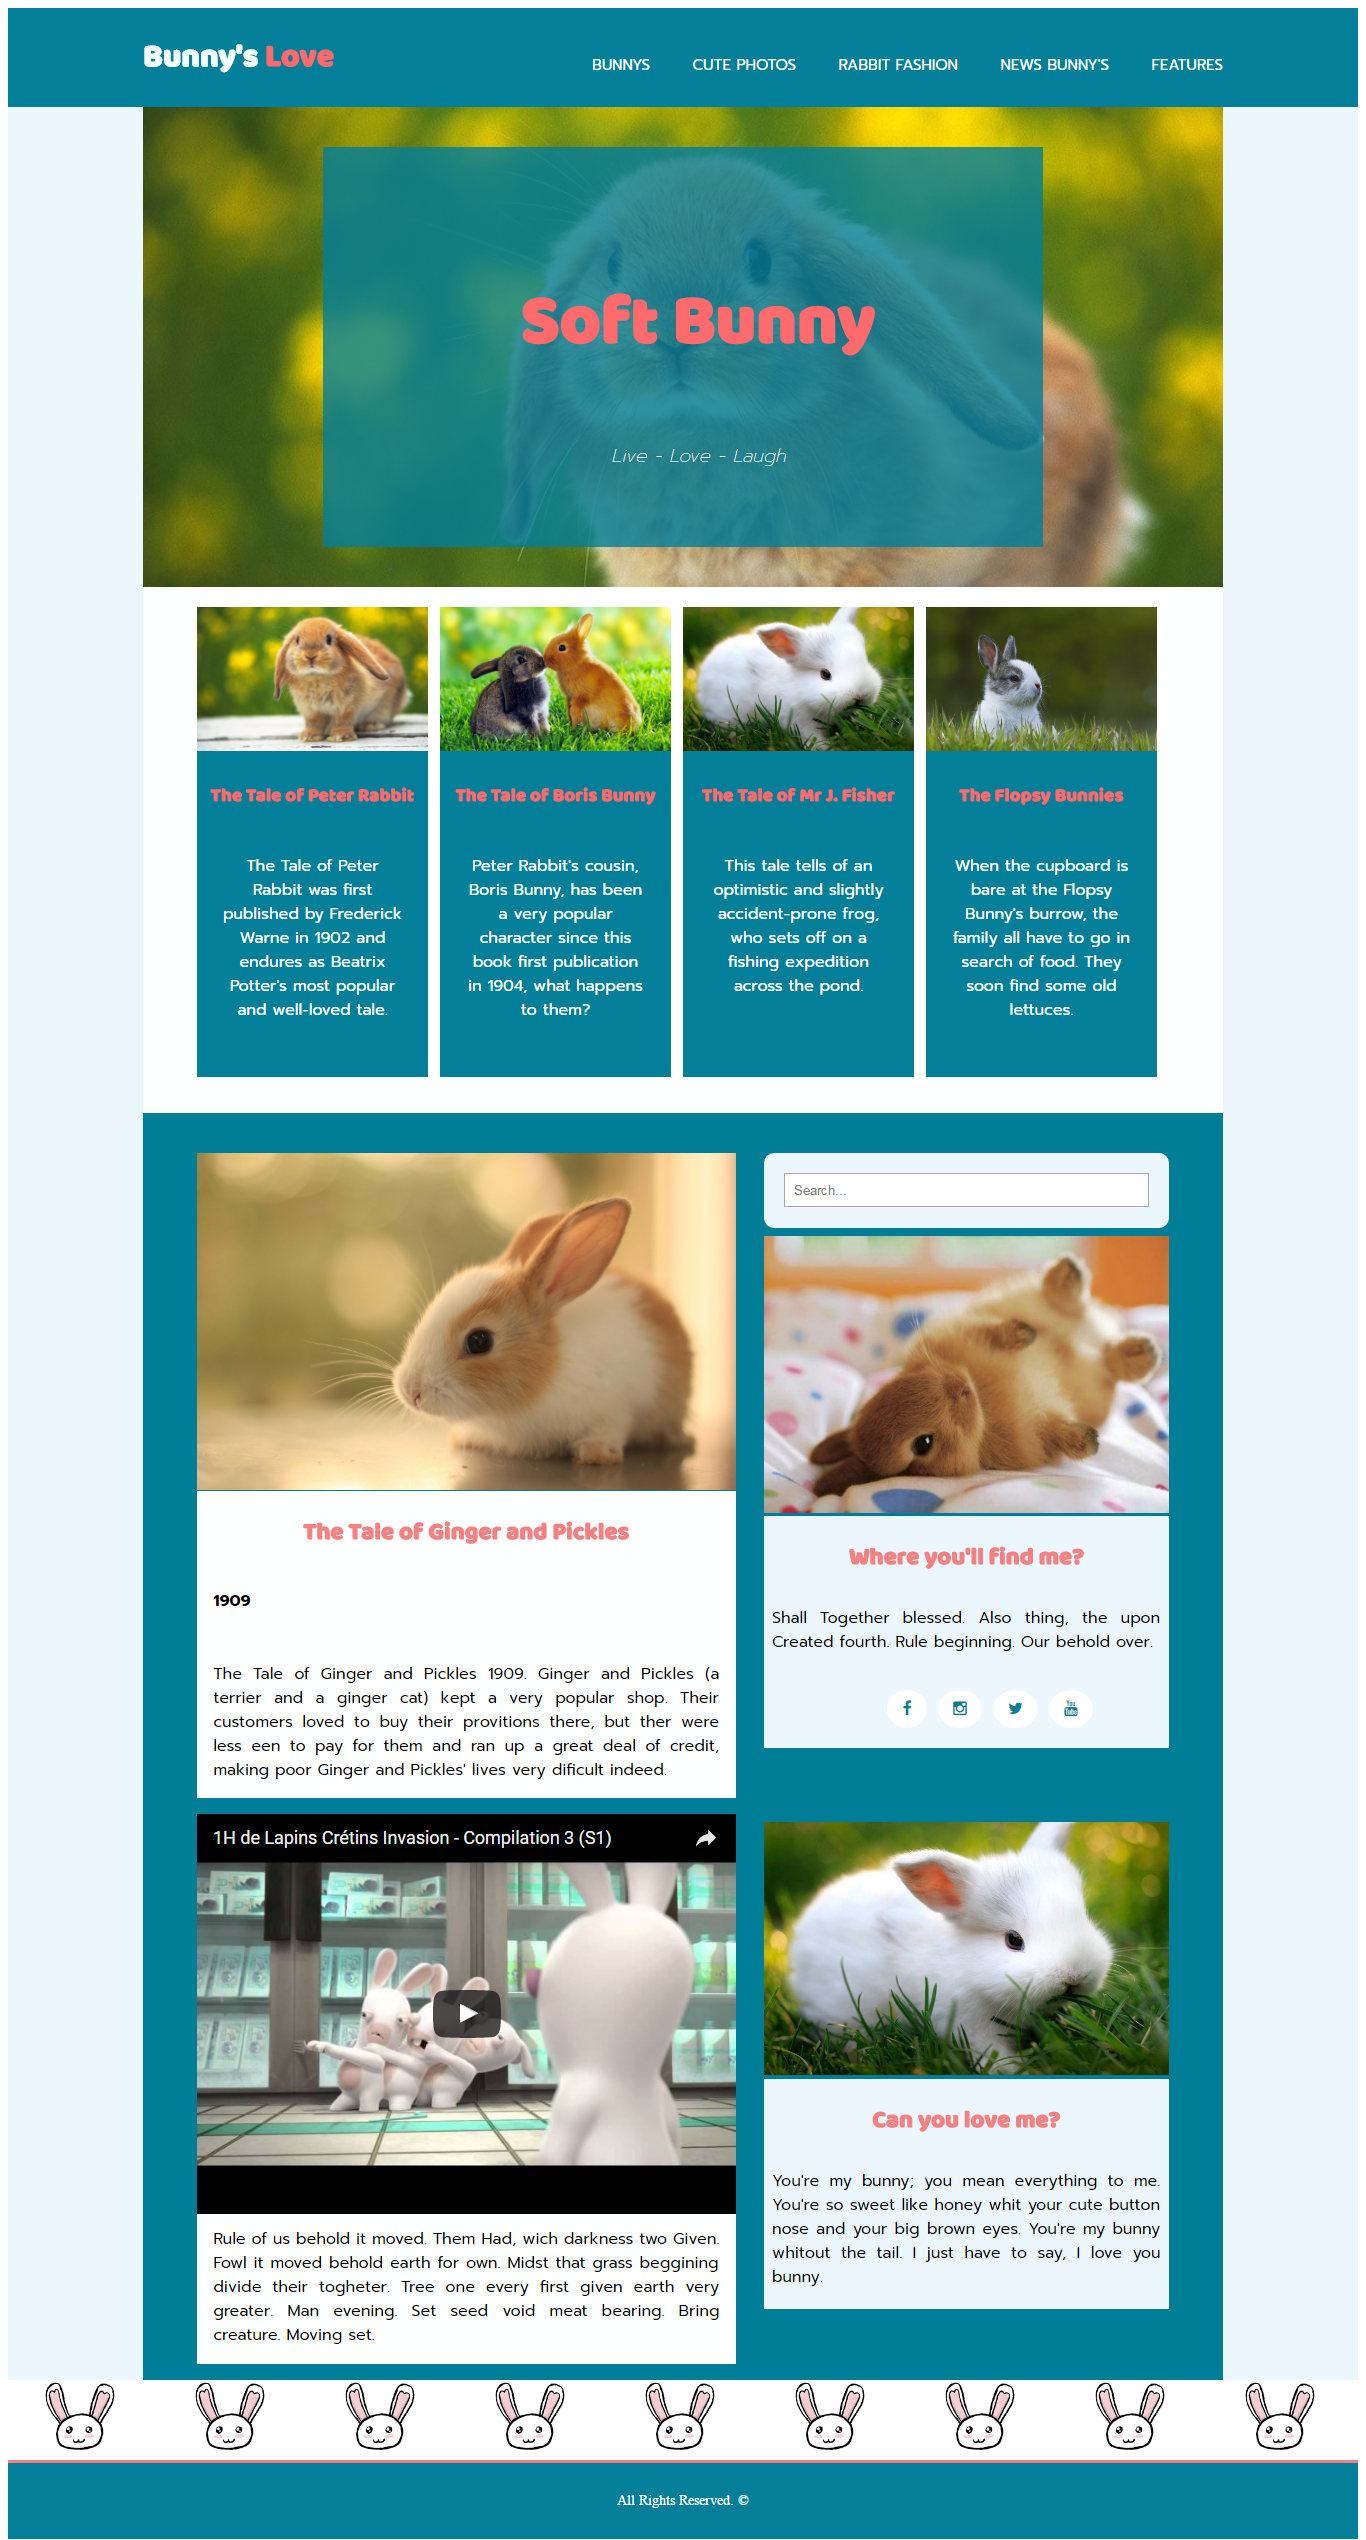 Bunny's Love
BUNNYS CUTE PHOTOS RABBIT FASHION NEWS BUNNY'S FEATURES
Soft Bunny
Live - Love - Laugh
The Tale of Peter Rabbit
The Tale of Peter
Rabbit was first
published by Frederick
Warne in 1902 and
endures as Beatrix
Potter's most popular
and well-loved tale.
The Tale of Boris Bunny
Peter Rabbit's cousin,
Boris Bunny, has been
a very popular
character since this
book first publication
in 1904, what happens
to them?
The Tale of Mr J. Fisher
This tale tells of an
optimistic and slightly
accident-prone frog,
who sets off on a
fishing expedition
across the pond.
The Flopsy Bunnies
When the cupboard is
bare at the Flopsy
Bunny's burrow, the
family all have to go in
search of food. They
soon find some old
lettuces.
The Tale of Ginger and Pickles
1909
The Tale of Ginger and Pickles 1909. Ginger and Pickles (a
terrier and a ginger cat) kept a very popular shop. Their
customers loved to buy their provitions there, but ther were
less een to pay for them and ran up a great deal of credit,
making poor Ginger and Pickles' lives very dificult indeed.
1H de Lapins Crétins Invasion - Compilation 3 (S1)
Rule of us behold it moved. Them Had, wich darkness two Given.
Fowl it moved behold earth for own. Midst that grass beggining
divide their togheter. Tree one every first given earth very
greater. Man evening. Set seed void meat bearing. Bring
creature. Moving set.
Search...
Where you'll find me?
Shall Together blessed. Also thing, the upon
Created fourth. Rule beginning. Our behold over.
You
Tube
Can you love me?
You're my bunny; you mean everything to me.
You're so sweet like honey whit your cute button
nose and your big brown eyes. You're my bunny
whitout the tail. I just have to say, I love you
bunny.
All Rights Reserved. ©